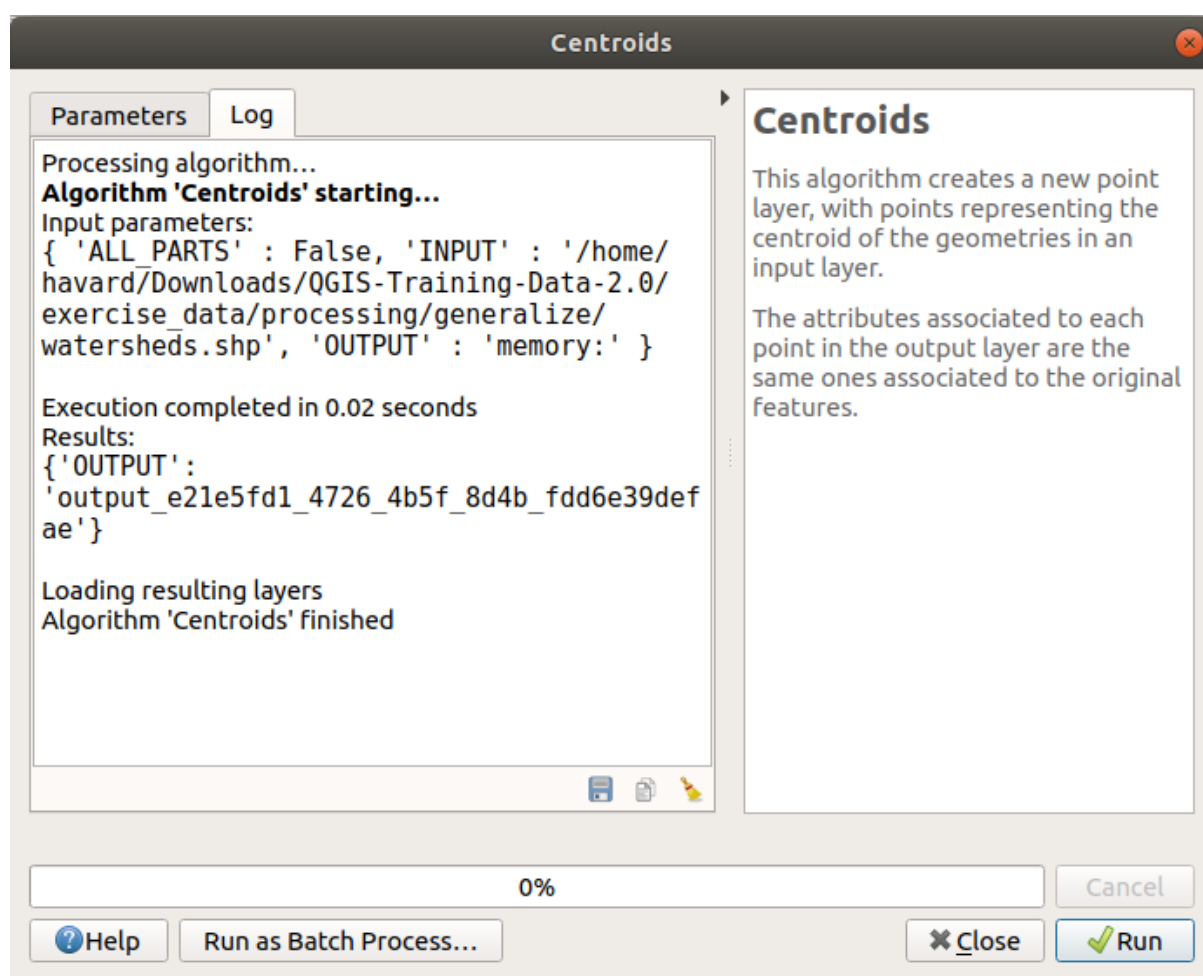 Centroids
Parameters
Log
Processing algorithm…
Algorithm 'Centroids' starting…
Input parameters:
{ 'ALL_PARTS' : False, 'INPUT' : '/home/
havard/Downloads/QGIS-Training-Data-2.0/
exercise_data/processing/generalize/
watersheds.shp', 'OUTPUT' : 'memory:' }
Execution completed in 0.02 seconds
Results:
{'OUTPUT':
'output_e21e5fd1_4726_4b5f_8d4b_fdd6e39def
ae'}
Loading resulting layers
Algorithm 'Centroids' finished
Centroids
This algorithm creates a new point
layer, with points representing the
centroid of the geometries in an
input layer.
The attributes associated to each
point in the output layer are the
same ones associated to the original
features.
0%
Cancel
Help
Run as Batch Process…
Close
Run